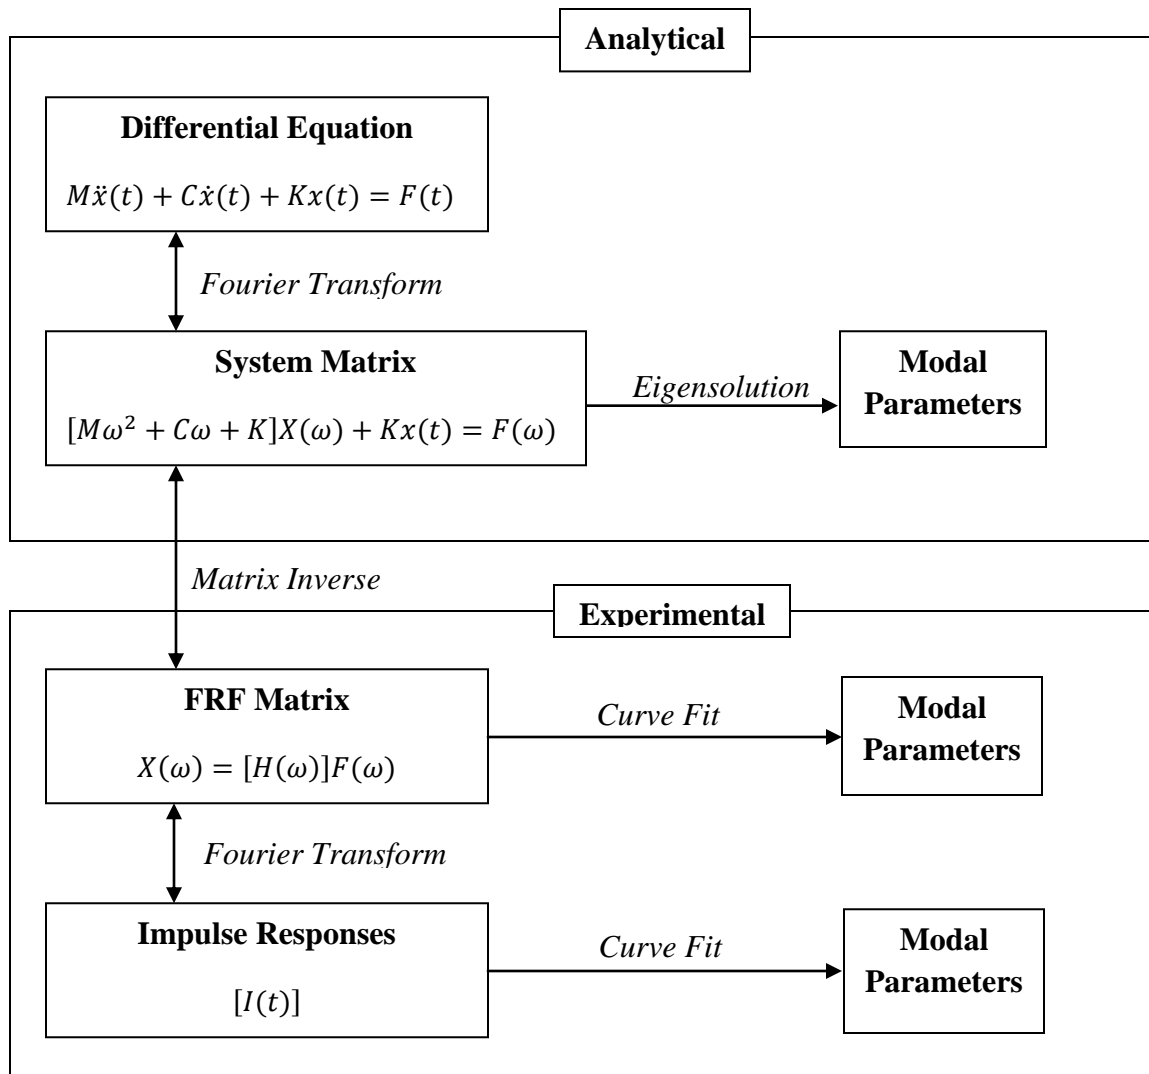 Analytical
Differential Equation
Mẍ(t) + Cẋ(t) + Kx(t) = F(t)
Fourier Transform
System Matrix
[Mω² + Cω + K]X(ω) + Kx(t) = F(ω)
Eigensolution
Modal
Parameters
Matrix Inverse
Experimental
FRF Matrix
X(ω) = [H(ω)]F(ω)
Curve Fit
Modal
Parameters
Fourier Transform
Impulse Responses
[I(t)]
Curve Fit
Modal
Parameters